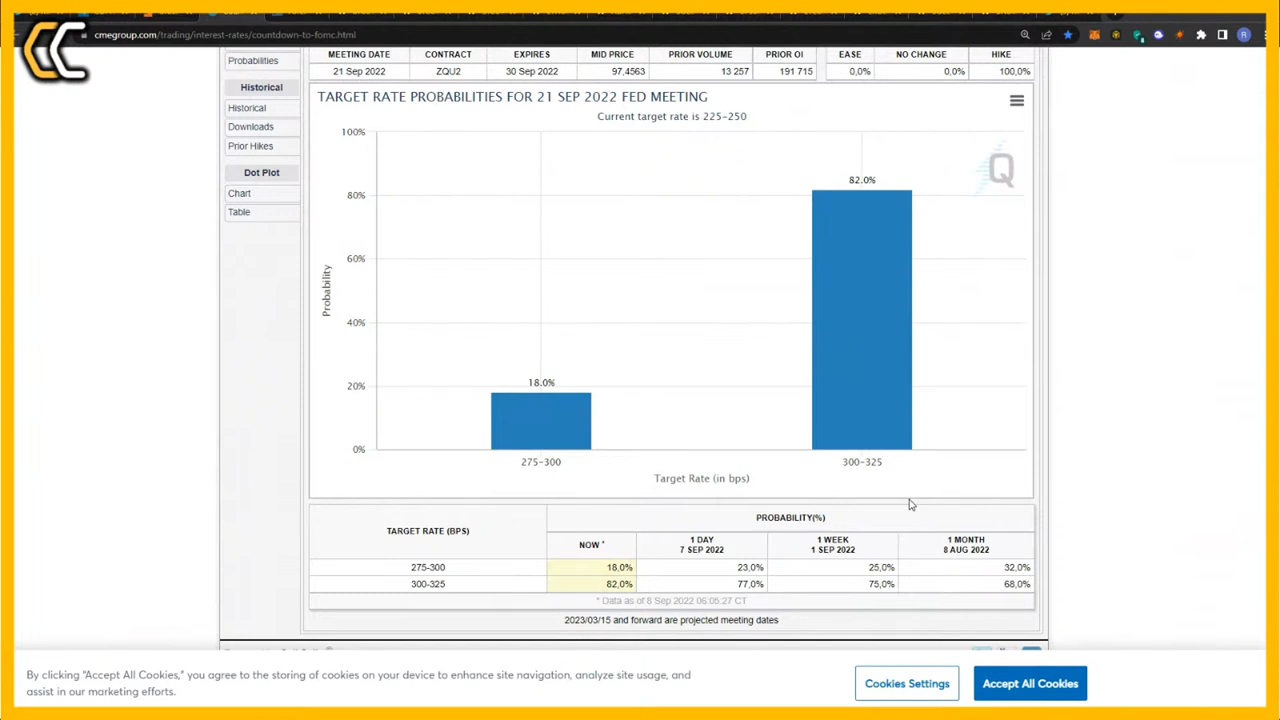 cmegroup.com/trading/interest-rates/countdown-to-fomc.html
Probabilities
Historical
Historical
Downloads
Prior Hikes
Dot Plot
Chart
Table
MEETING DATE CONTRACT EXPIRES MID PRICE PRIOR VOLUME PRIOR OI EASE NO CHANGE HIKE
21 Sep 2022 ZQU2 30 Sep 2022 97,4563 13 257 191 715 0,0% 0,0% 100,0%
TARGET RATE PROBABILITIES FOR 21 SEP 2022 FED MEETING
Current target rate is 225-250
Q
100%
80%
60%
40%
20%
0%
Probability
18.0%
82.0%
275-300 300-325
Target Rate (in bps)
TARGET RATE (BPS) PROBABILITY(%)
NOW * 1 DAY 1 WEEK 1 MONTH
7 SEP 2022 1 SEP 2022 8 AUG 2022
275-300 18,0% 23,0% 25,0% 32,0%
300-325 82,0% 77,0% 75,0% 68,0%
* Data as of 8 Sep 2022 06:05:27 CT
2023/03/15 and forward are projected meeting dates
By clicking “Accept All Cookies,” you agree to the storing of cookies on your device to enhance site navigation, analyze site usage, and
assist in our marketing efforts.
Cookies Settings
Accept All Cookies